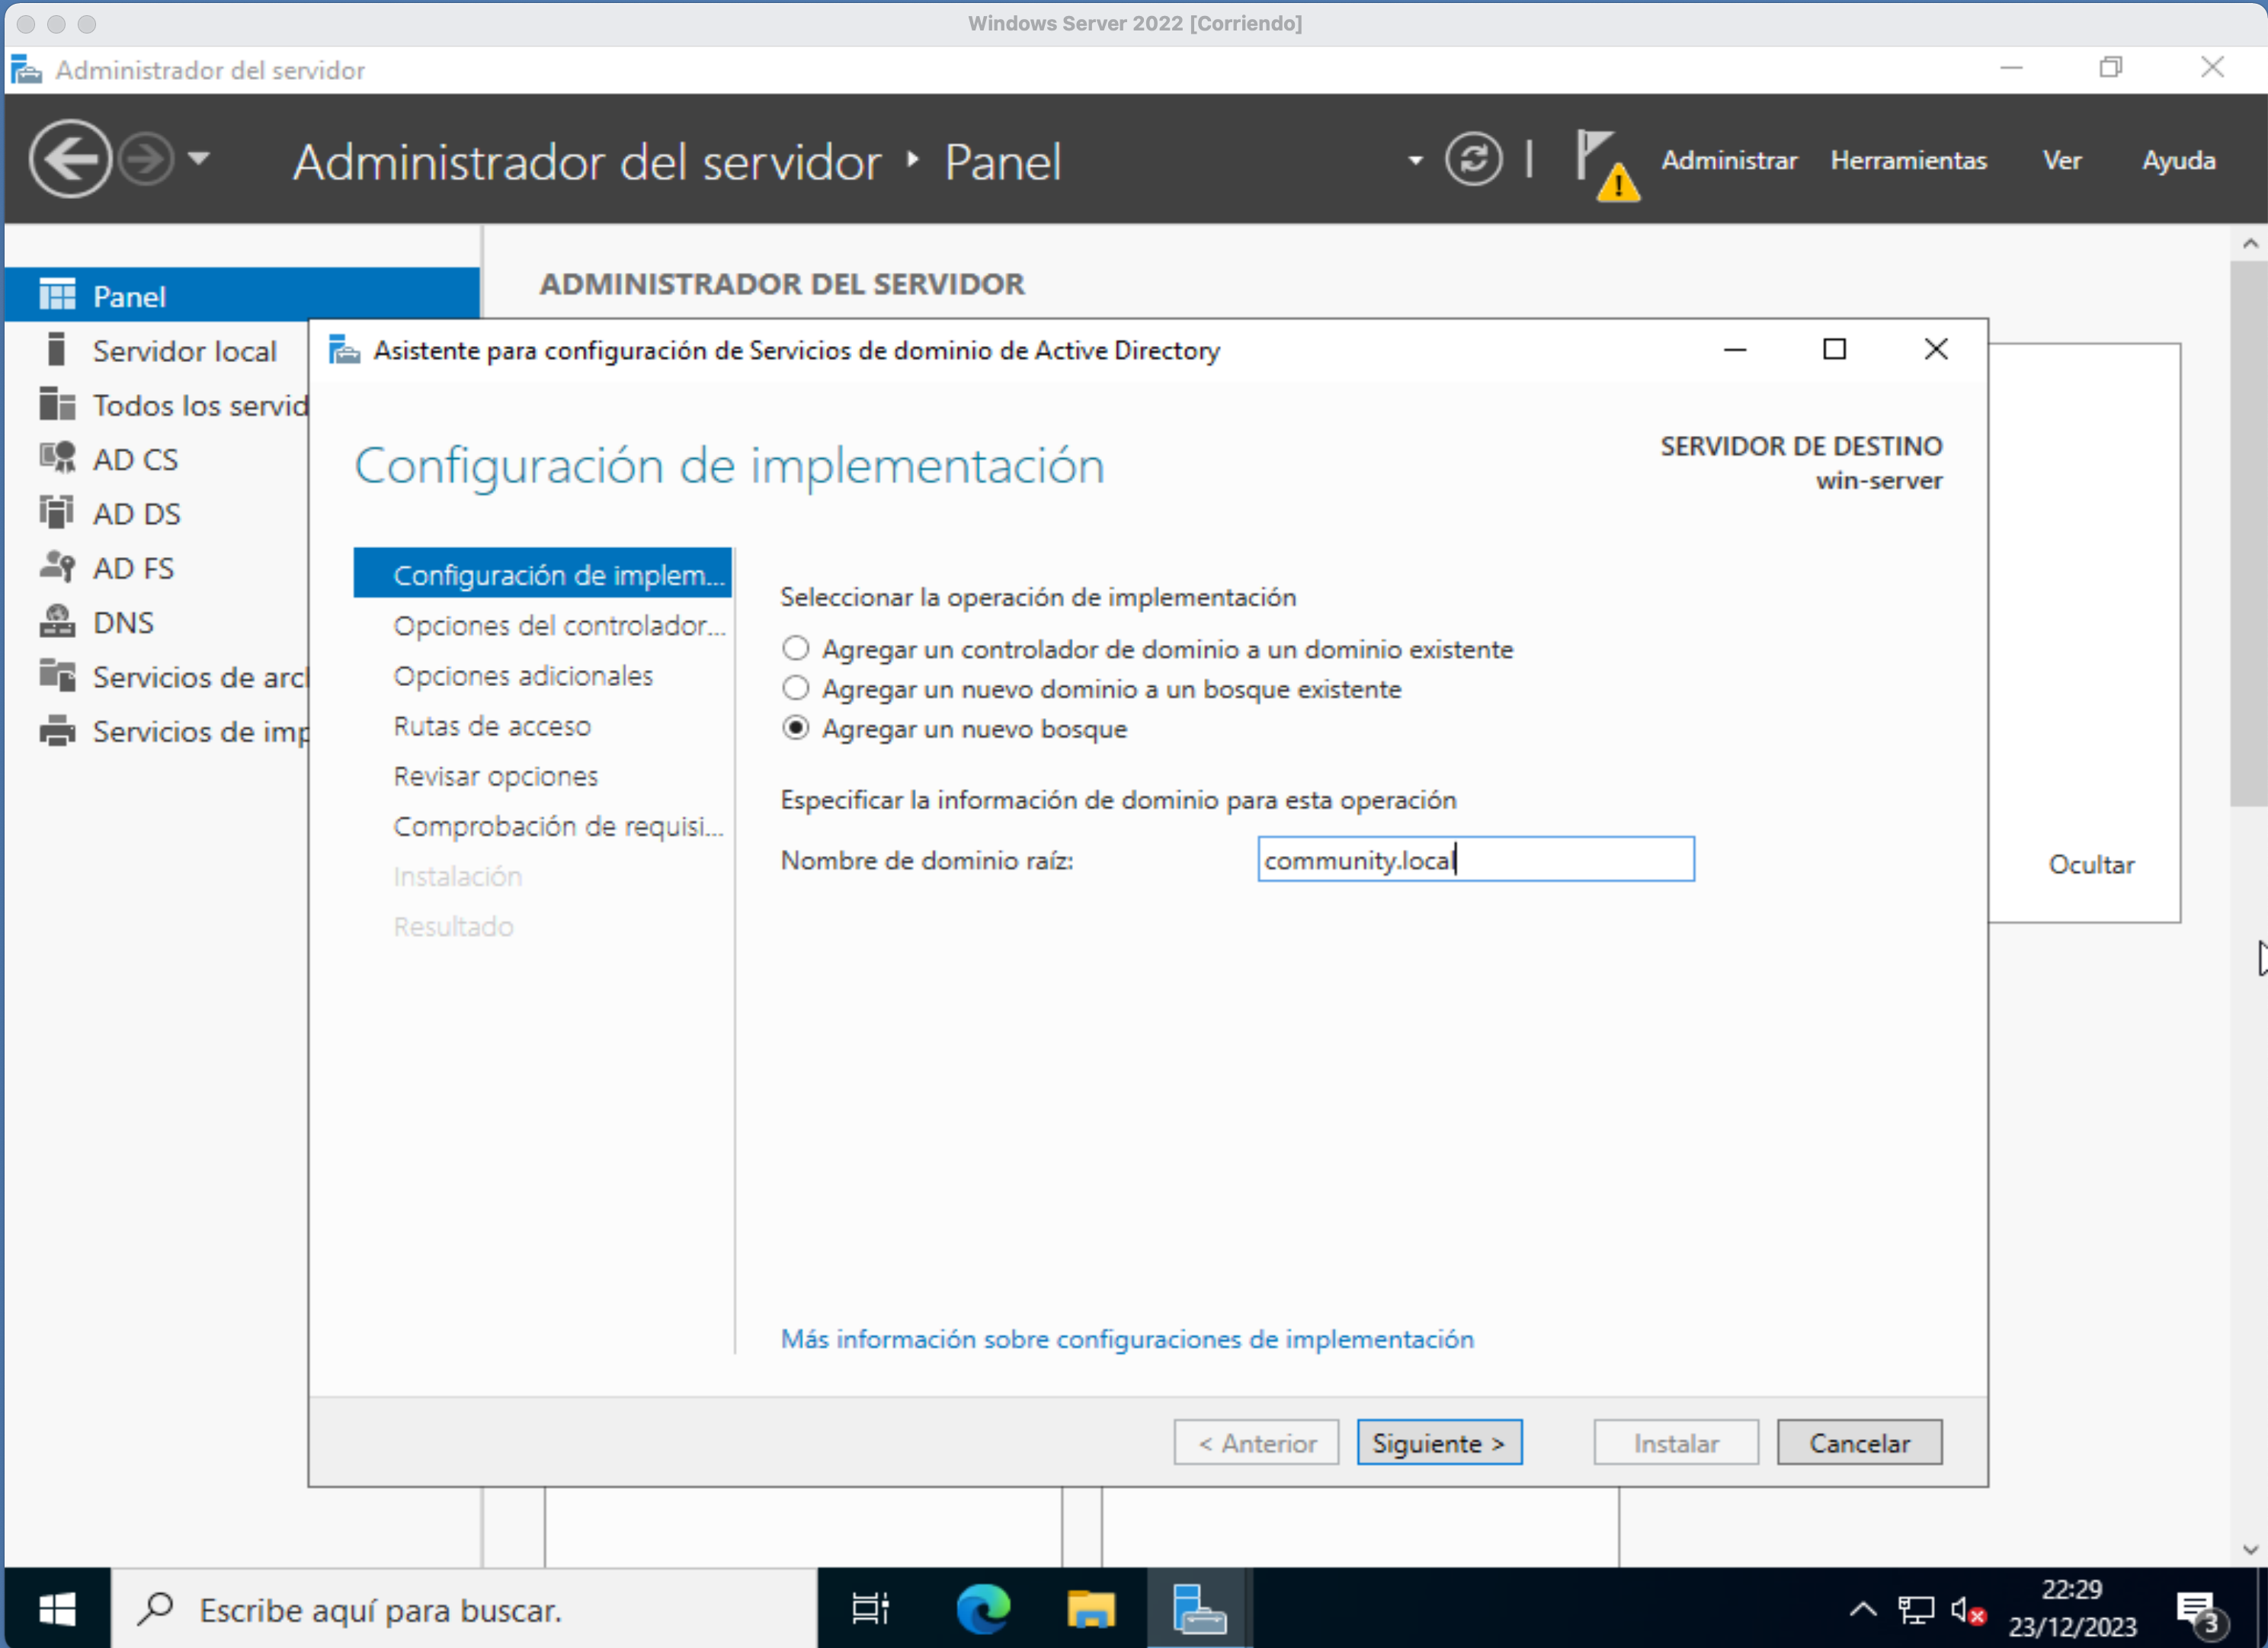 Windows Server 2022 [Corriendo]
Administrador del servidor
Administrador del servidor ‣ Panel
Administrar Herramientas Ver Ayuda
Panel
Servidor local
Todos los servid
AD CS
AD DS
AD FS
DNS
Servicios de arcl
Servicios de imp
ADMINISTRADOR DEL SERVIDOR
Asistente para configuración de Servicios de dominio de Active Directory
Configuración de implementación
SERVIDOR DE DESTINO
win-server
Configuración de implem...
Opciones del controlador...
Opciones adicionales
Rutas de acceso
Revisar opciones
Comprobación de requisi...
Instalación
Resultado
Seleccionar la operación de implementación
Agregar un controlador de dominio a un dominio existente
Agregar un nuevo dominio a un bosque existente
Agregar un nuevo bosque
Especificar la información de dominio para esta operación
Nombre de dominio raíz: community.local
Más información sobre configuraciones de implementación
< Anterior Siguiente > Instalar Cancelar
Ocultar
Escribe aquí para buscar.
22:29
23/12/2023
3